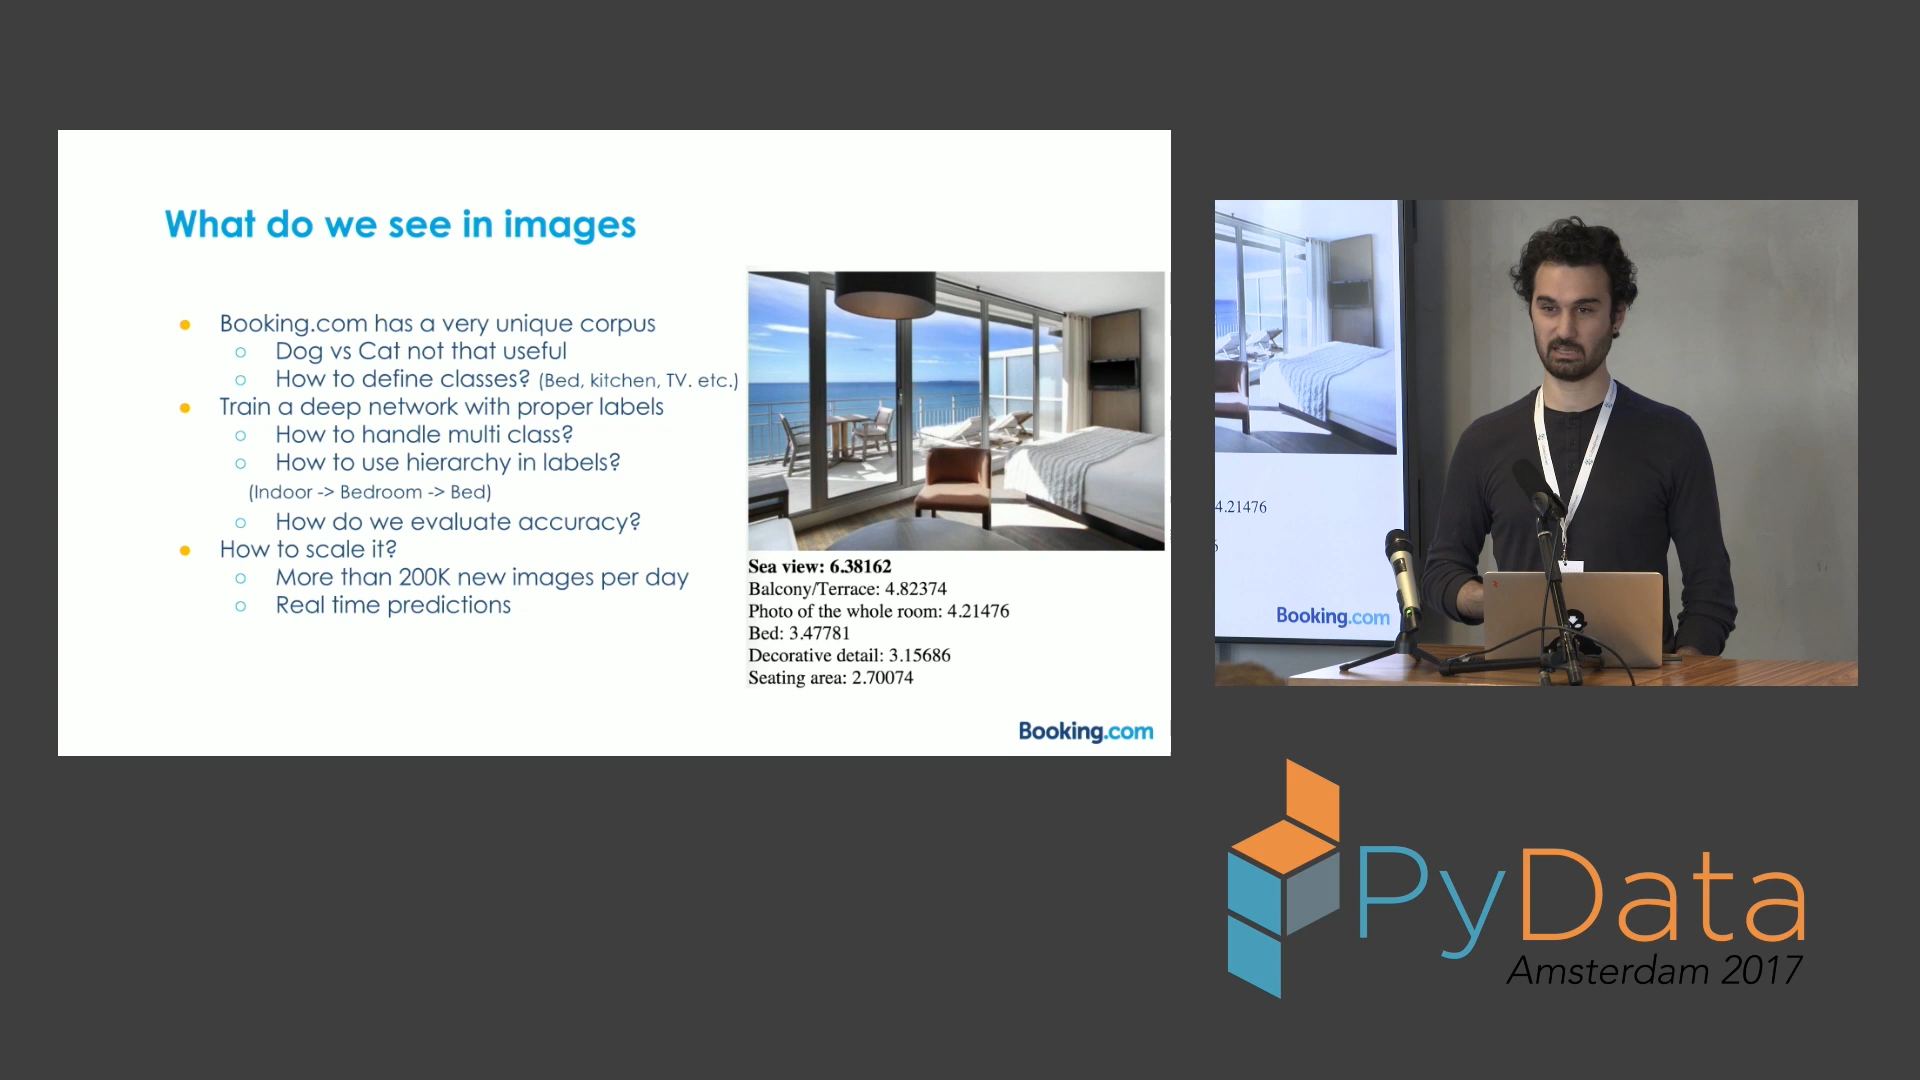 What do we see in images
Booking.com has a very unique corpus
Dog vs Cat not that useful
How to define classes? (Bed, kitchen, TV. etc.)
Train a deep network with proper labels
How to handle multi class?
How to use hierarchy in labels?
(Indoor -> Bedroom -> Bed)
How do we evaluate accuracy?
How to scale it?
More than 200K new images per day
Real time predictions
Sea view: 6.38162
Balcony/Terrace: 4.82374
Photo of the whole room: 4.21476
Bed: 3.47781
Decorative detail: 3.15686
Seating area: 2.70074
Booking.com
4.21476
Booking.com
PyData
Amsterdam 2017